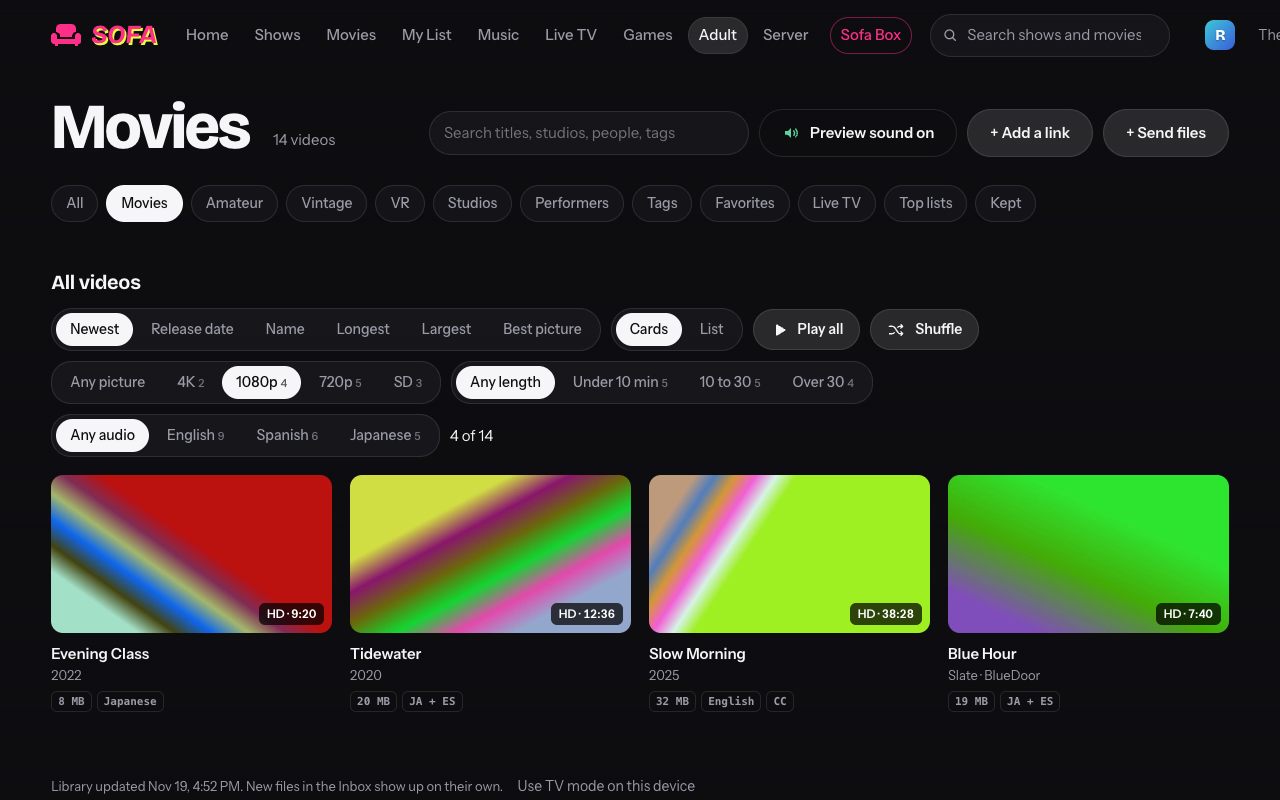 SOFA Home Shows Movies My List Music Live TV Games Adult Server Sofa Box Search shows and movies R The
Movies 14 videos Search titles, studios, people, tags Preview sound on + Add a link + Send files
All Movies Amateur Vintage VR Studios Performers Tags Favorites Live TV Top lists Kept
All videos
Newest Release date Name Longest Largest Best picture Cards List Play all Shuffle
Any picture 4K 2 1080p 4 720p 5 SD 3 Any length Under 10 min 5 10 to 30 5 Over 30 4
Any audio English 9 Spanish 6 Japanese 5 4 of 14
HD · 9:20 HD · 12:36 HD · 38:28 HD · 7:40
Evening Class Tidewater Slow Morning Blue Hour
2022 2020 2025 Slate · BlueDoor
8 MB Japanese 20 MB JA + ES 32 MB English CC 19 MB JA + ES
Library updated Nov 19, 4:52 PM. New files in the Inbox show up on their own. Use TV mode on this device